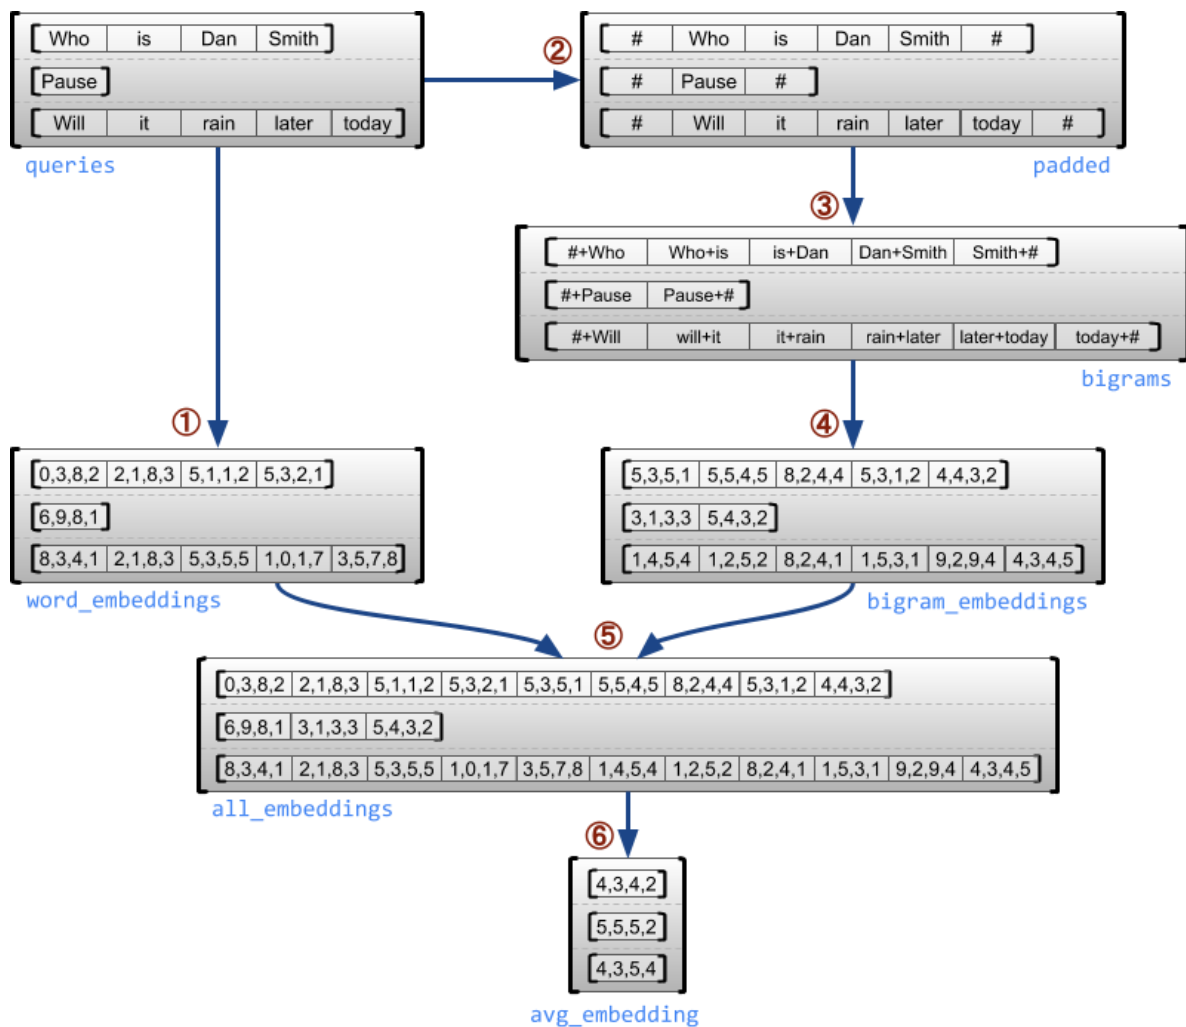 Who is Dan Smith
Pause
Will it rain later today
queries
②
# Who is Dan Smith #
# Pause #
# Will it rain later today #
padded
③
#+Who Who+is is+Dan Dan+Smith Smith+#
#+Pause Pause+#
#+Will will+it it+rain rain+later later+today today+#
bigrams
①
0,3,8,2 2,1,8,3 5,1,1,2 5,3,2,1
6,9,8,1
8,3,4,1 2,1,8,3 5,3,5,5 1,0,1,7 3,5,7,8
word_embeddings
④
5,3,5,1 5,5,4,5 8,2,4,4 5,3,1,2 4,4,3,2
3,1,3,3 5,4,3,2
1,4,5,4 1,2,5,2 8,2,4,1 1,5,3,1 9,2,9,4 4,3,4,5
bigram_embeddings
⑤
0,3,8,2 2,1,8,3 5,1,1,2 5,3,2,1 5,3,5,1 5,5,4,5 8,2,4,4 5,3,1,2 4,4,3,2
6,9,8,1 3,1,3,3 5,4,3,2
8,3,4,1 2,1,8,3 5,3,5,5 1,0,1,7 3,5,7,8 1,4,5,4 1,2,5,2 8,2,4,1 1,5,3,1 9,2,9,4 4,3,4,5
all_embeddings
⑥
4,3,4,2
5,5,5,2
4,3,5,4
avg_embedding